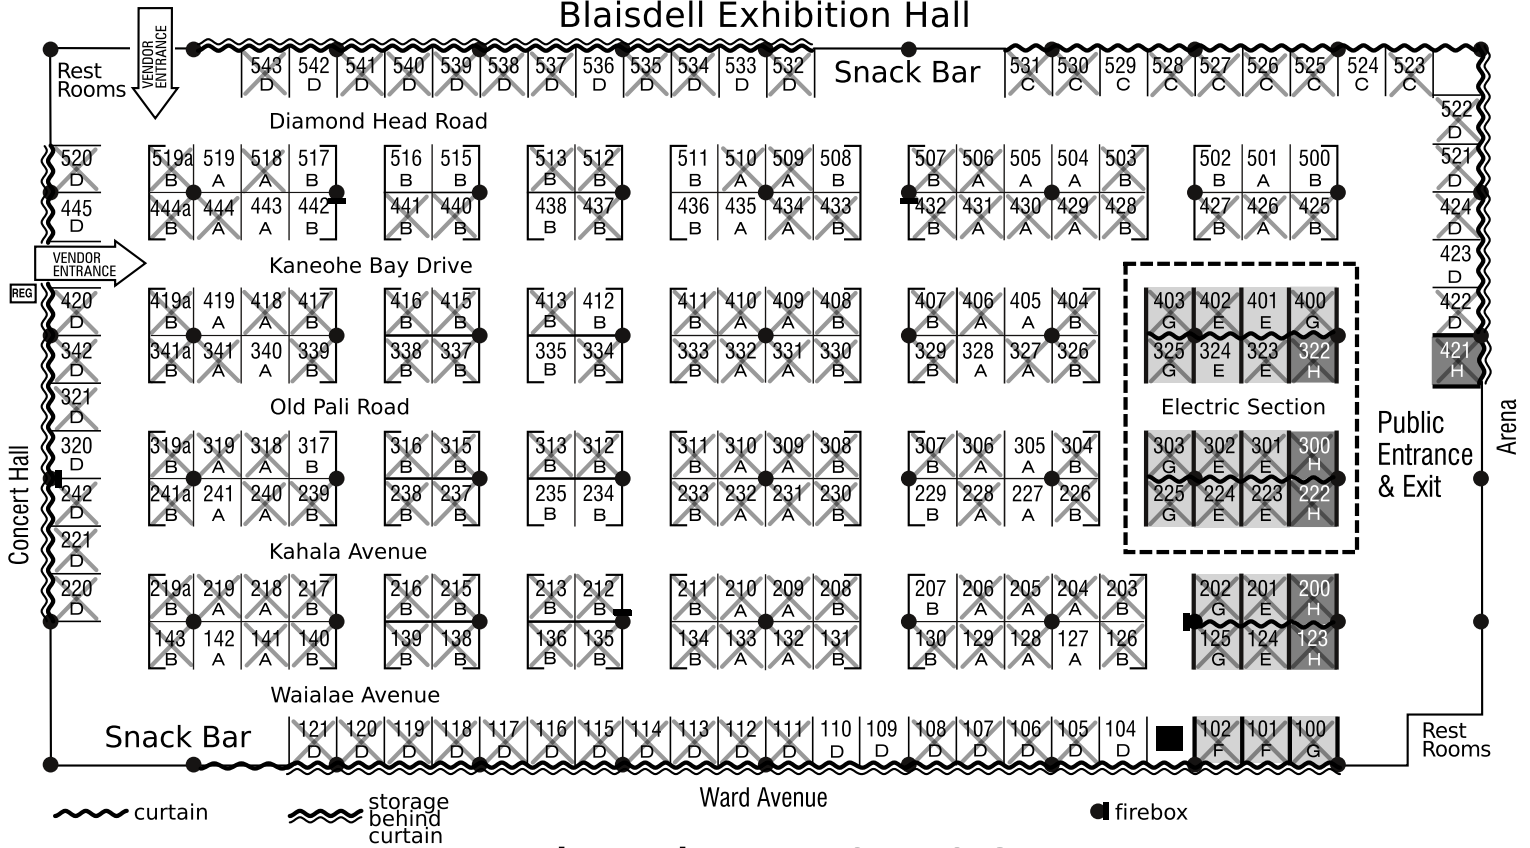 Blaisdell Exhibition Hall
VENDOR
ENTRANCE
Rest
Rooms
543 542 541 540 539 538 537 536 535 534 533 532
D D D D D D D D D D D D
Snack Bar
531 530 529 528 527 526 525 524 523
C C C C C C C C C
522
D
Diamond Head Road
520
D
519a 519 518 517 516 515 513 512 511 510 509 508 507 506 505 504 503 502 501 500
B A A B B B B B B A A B B A A A B B A B
521
D
445
D
444a 444 443 442 441 440 438 437 436 435 434 433 432 431 430 429 428 427 426 425
B A A B B B B B B A A B B A A A B B A B
424
D
VENDOR
ENTRANCE
Kaneohe Bay Drive
423
D
REG
420
D
419a 419 418 417 416 415 413 412 411 410 409 408 407 406 405 404 403 402 401 400
B A A B B B B B B A A B B A A B G E E G
422
D
342
D
341a 341 340 339 338 337 335 334 333 332 331 330 329 328 327 326 325 324 323 322
B A A B B B B B B A A B B A A B G E E H
421
H
321
D
Old Pali Road
Electric Section
Public
Entrance
& Exit
Arena
Concert Hall
320
D
319a 319 318 317 316 315 313 312 311 310 309 308 307 306 305 304 303 302 301 300
B A A B B B B B B A A B B A A B G E E H
242
D
241a 241 240 239 238 237 235 234 233 232 231 230 229 228 227 226 225 224 223 222
B A A B B B B B B A A B B A A B G E E H
221
D
Kahala Avenue
220
D
219a 219 218 217 216 215 213 212 211 210 209 208 207 206 205 204 203 202 201 200
B A A B B B B B B A A B B A A A B G E H
143 142 141 140 139 138 136 135 134 133 132 131 130 129 128 127 126 125 124 123
B A A B B B B B B A A B B A A A B G E H
Waialae Avenue
Snack Bar
121 120 119 118 117 116 115 114 113 112 111 110 109 108 107 106 105 104 102 101 100
D D D D D D D D D D D D D D D D D D F F G
Rest
Rooms
Ward Avenue
curtain
storage
behind
curtain
firebox